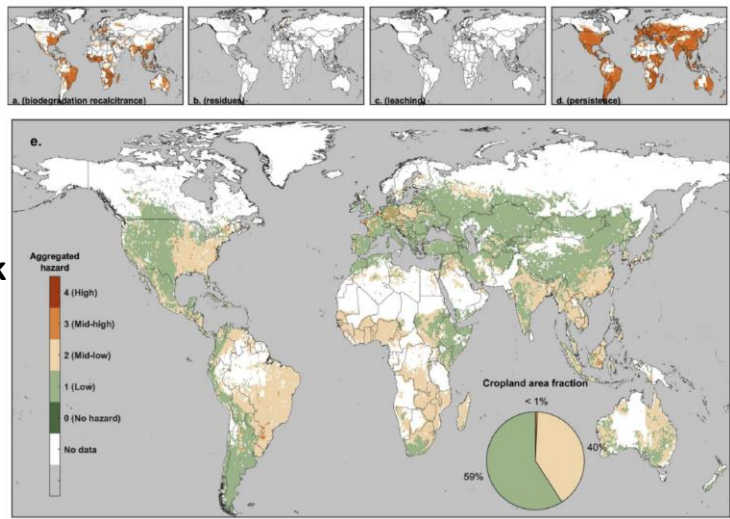 a. (biodegradation recalcitrance)
b. (residues)
c. (leaching)
d. (persistence)
e.
k
Aggregated
hazard
4 (High)
3 (Mid-high)
2 (Mid-low)
1 (Low)
0 (No hazard)
No data
Cropland area fraction
< 1%
40%
59%